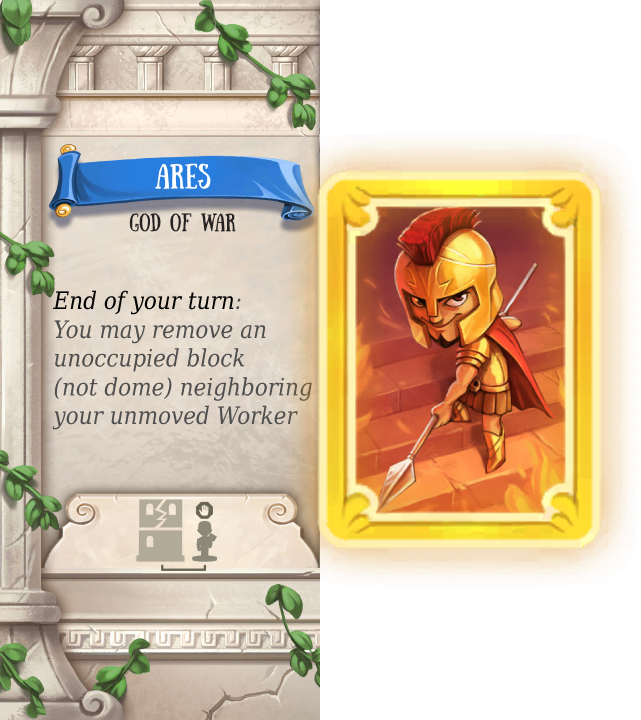 ARES
GOD OF WAR
End of your turn:
You may remove an
unoccupied block
(not dome) neighboring
your unmoved Worker